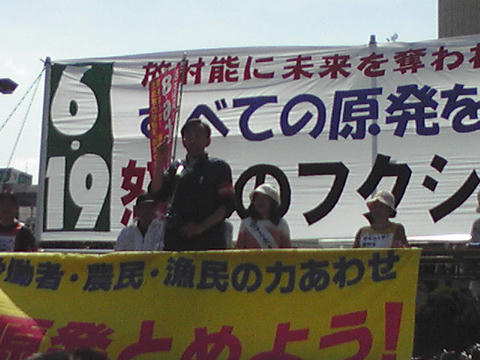 放射能に未来を奪われ
6.19
すべての原発を
怒りのフクシ
労働者・農民・漁民の力あわせ
原発とめよう!